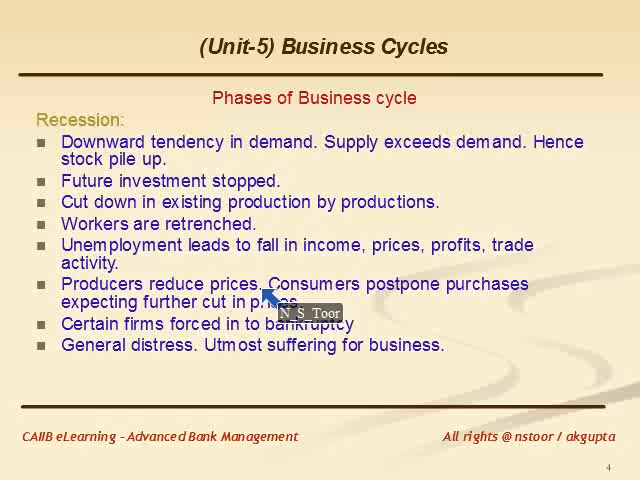 (Unit-5) Business Cycles
Phases of Business cycle
Recession:
Downward tendency in demand. Supply exceeds demand. Hence
stock pile up.
Future investment stopped.
Cut down in existing production by productions.
Workers are retrenched.
Unemployment leads to fall in income, prices, profits, trade
activity.
Producers reduce prices. Consumers postpone purchases
expecting further cut in prices.
N_S_Toor
Certain firms forced in to bankruptcy
General distress. Utmost suffering for business.
CAIIB eLearning – Advanced Bank Management
All rights @ nstoor / akgupta
4